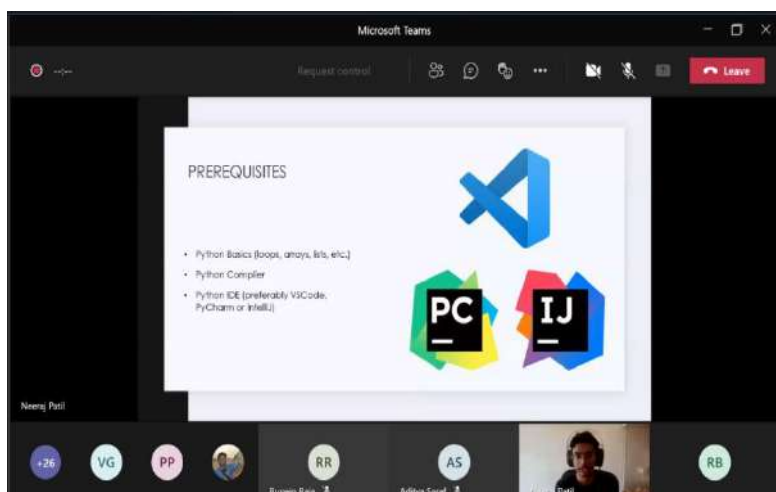 Microsoft Teams
--:--
Request control
Leave
PREREQUISITES
• Python Basics (loops, arrays, lists, etc.)
• Python Compiler
• Python IDE (preferably VSCode,
PyCharm or IntelliJ)
PC
IJ
Neeraj Patil
+26
VG
PP
RR
AS
RB
Patil